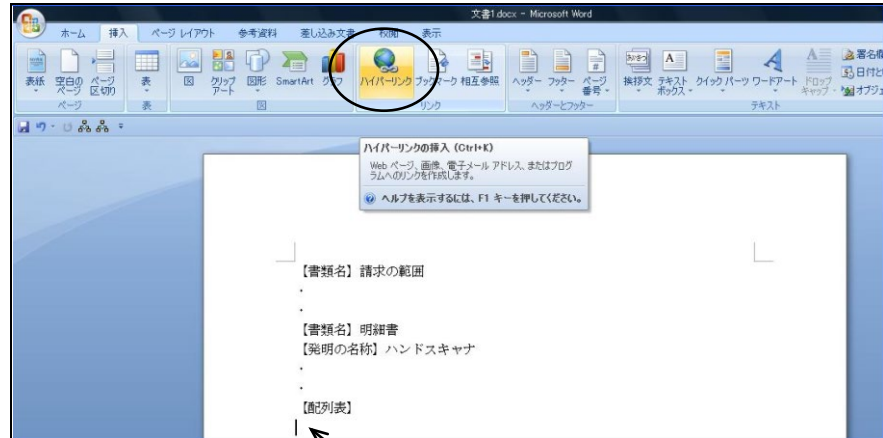 文書1.docx - Microsoft Word
ホーム 挿入 ページ レイアウト 参考資料 差し込み文書 校閲 表示
表紙 空白のページ ページ区切り 表 図 クリップアート 図形 SmartArt グラフ ハイパーリンク ブックマーク 相互参照 ヘッダー フッター ページ番号 挨拶文 テキストボックス クイック パーツ ワードアート ドロップキャップ 署名欄
日付と
オブジェ
ページ 表 図 リンク ヘッダーとフッター テキスト
ハイパーリンクの挿入 (Ctrl+K)
Web ページ、画像、電子メール アドレス、またはプログ
ラムへのリンクを作成します。
ヘルプを表示するには、F1 キーを押してください。
【書類名】請求の範囲
・
・
【書類名】明細書
【発明の名称】ハンドスキャナ
・
・
【配列表】